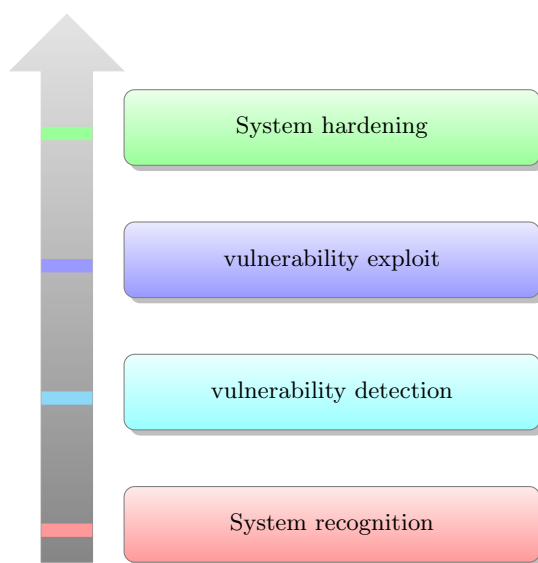 System hardening
vulnerability exploit
vulnerability detection
System recognition